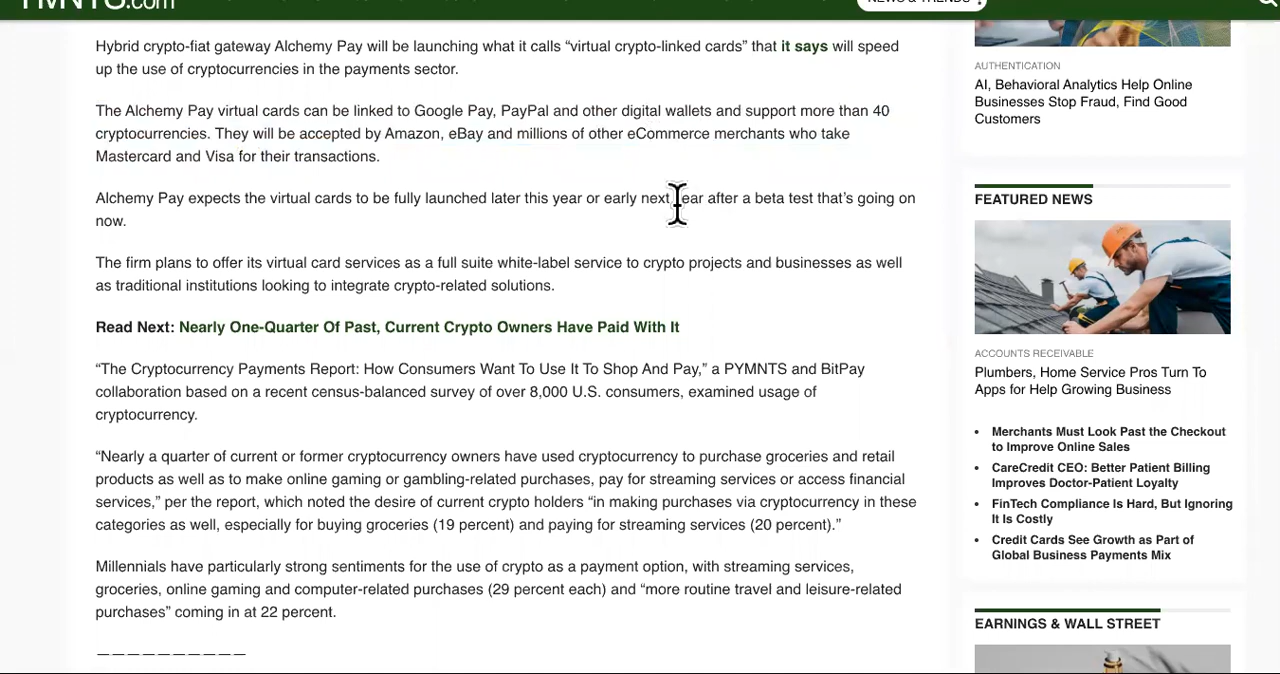 PYMNTS.com
NEWS & TRENDS
Hybrid crypto-fiat gateway Alchemy Pay will be launching what it calls “virtual crypto-linked cards” that it says will speed
up the use of cryptocurrencies in the payments sector.
The Alchemy Pay virtual cards can be linked to Google Pay, PayPal and other digital wallets and support more than 40
cryptocurrencies. They will be accepted by Amazon, eBay and millions of other eCommerce merchants who take
Mastercard and Visa for their transactions.
Alchemy Pay expects the virtual cards to be fully launched later this year or early next year after a beta test that’s going on
now.
The firm plans to offer its virtual card services as a full suite white-label service to crypto projects and businesses as well
as traditional institutions looking to integrate crypto-related solutions.
Read Next: Nearly One-Quarter Of Past, Current Crypto Owners Have Paid With It
“The Cryptocurrency Payments Report: How Consumers Want To Use It To Shop And Pay,” a PYMNTS and BitPay
collaboration based on a recent census-balanced survey of over 8,000 U.S. consumers, examined usage of
cryptocurrency.
“Nearly a quarter of current or former cryptocurrency owners have used cryptocurrency to purchase groceries and retail
products as well as to make online gaming or gambling-related purchases, pay for streaming services or access financial
services,” per the report, which noted the desire of current crypto holders “in making purchases via cryptocurrency in these
categories as well, especially for buying groceries (19 percent) and paying for streaming services (20 percent).”
Millennials have particularly strong sentiments for the use of crypto as a payment option, with streaming services,
groceries, online gaming and computer-related purchases (29 percent each) and “more routine travel and leisure-related
purchases” coming in at 22 percent.
——————————
AUTHENTICATION
AI, Behavioral Analytics Help Online
Businesses Stop Fraud, Find Good
Customers
FEATURED NEWS
ACCOUNTS RECEIVABLE
Plumbers, Home Service Pros Turn To
Apps for Help Growing Business
• Merchants Must Look Past the Checkout
to Improve Online Sales
• CareCredit CEO: Better Patient Billing
Improves Doctor-Patient Loyalty
• FinTech Compliance Is Hard, But Ignoring
It Is Costly
• Credit Cards See Growth as Part of
Global Business Payments Mix
EARNINGS & WALL STREET